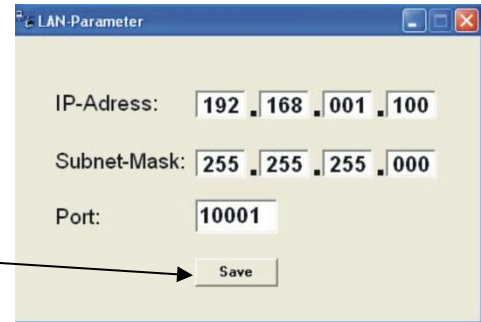 LAN-Parameter
IP-Adress: 192.168.001.100
Subnet-Mask: 255.255.255.000
Port: 10001
Save